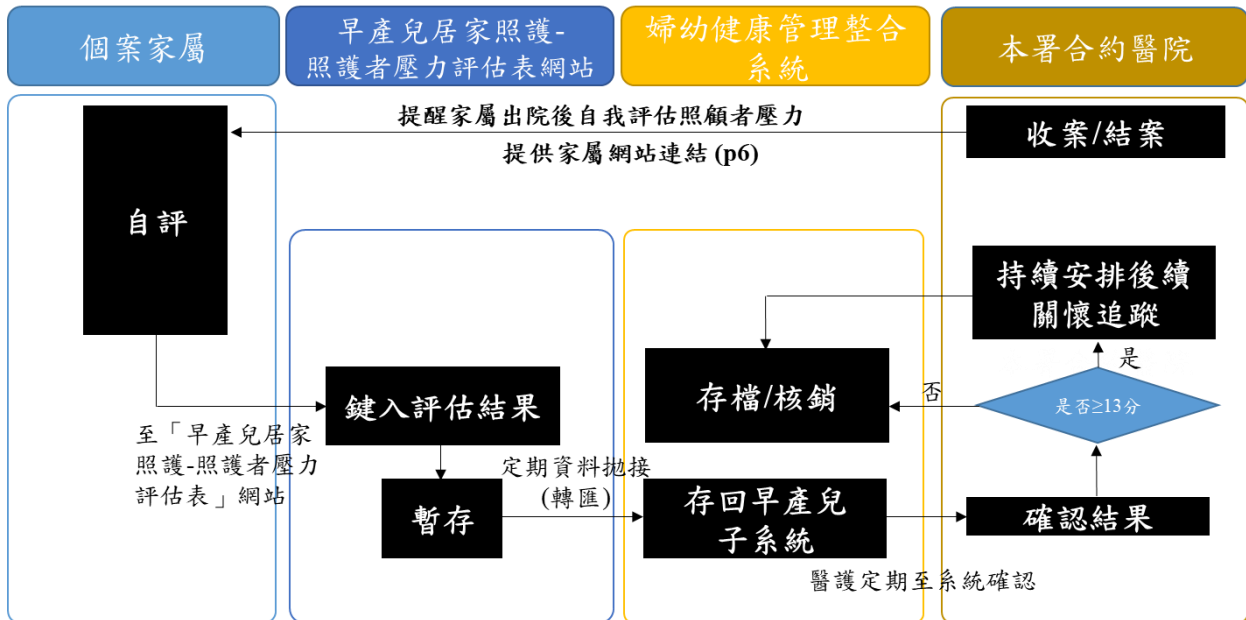 個案家屬
早產兒居家照護-
照護者壓力評估表網站
婦幼健康管理整合
系統
本署合約醫院
提醒家屬出院後自我評估照顧者壓力
提供家屬網站連結 (p6)
收案/結案
自評
持續安排後續
關懷追蹤
是
否
是否≥13分
存檔/核銷
鍵入評估結果
至「早產兒居家
照護-照護者壓力
評估表」網站
定期資料拋接
(轉匯)
暫存
存回早產兒
子系統
確認結果
醫護定期至系統確認